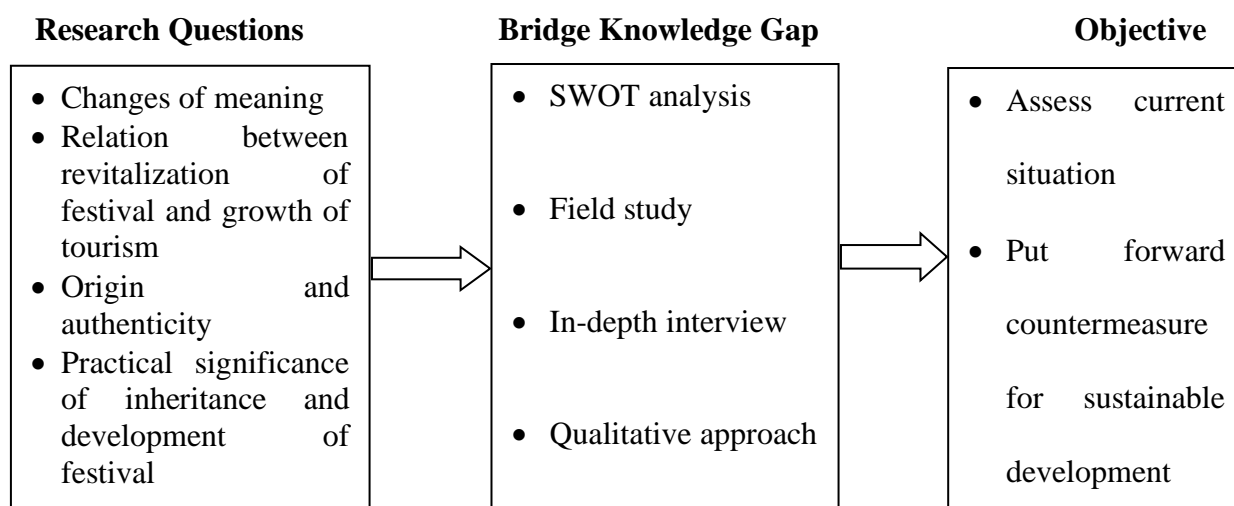 Research Questions
• Changes of meaning
• Relation between
revitalization of
festival and growth of
tourism
• Origin and
authenticity
• Practical significance
of inheritance and
development of
festival
Bridge Knowledge Gap
• SWOT analysis
• Field study
• In-depth interview
• Qualitative approach
Objective
• Assess current
situation
• Put forward
countermeasure
for sustainable
development